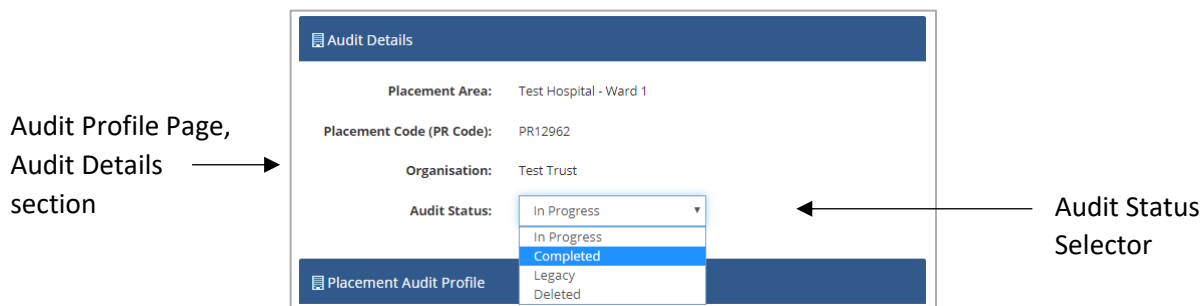 Audit Details
Placement Area: Test Hospital - Ward 1
Placement Code (PR Code): PR12962
Organisation: Test Trust
Audit Status: In Progress
In Progress
Completed
Legacy
Deleted
Placement Audit Profile
Audit Profile Page,
Audit Details
section
Audit Status
Selector